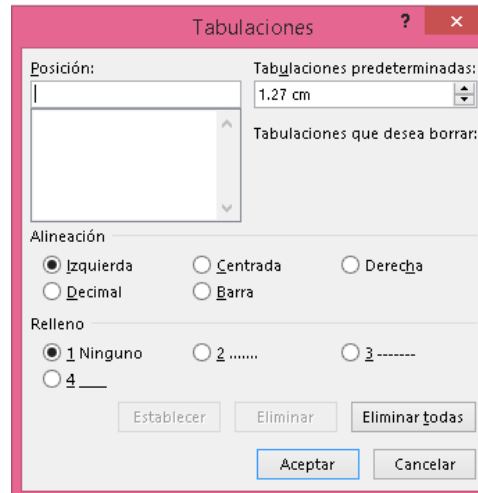 Tabulaciones ? ×
Posición: Tabulaciones predeterminadas:
1.27 cm
Tabulaciones que desea borrar:
Alineación
Izquierda Centrada Derecha
Decimal Barra
Relleno
1 Ninguno 2 ....... 3 -------
4 ___
Establecer Eliminar Eliminar todas
Aceptar Cancelar